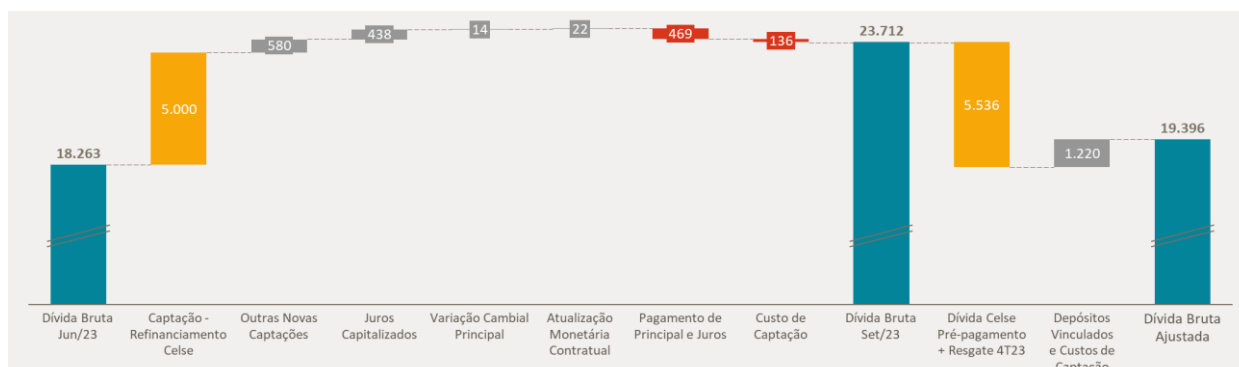 18.263
5.000
580
438
14
22
469
136
23.712
5.536
1.220
19.396
Dívida Bruta
Jun/23
Captação -
Refinanciamento
Celse
Outras Novas
Captações
Juros
Capitalizados
Variação Cambial
Principal
Atualização
Monetária
Contratual
Pagamento de
Principal e Juros
Custo de
Captação
Dívida Bruta
Set/23
Dívida Celse
Pré-pagamento
+ Resgate 4T23
Depósitos
Vinculados
e Custos de
Captação
Dívida Bruta
Ajustada